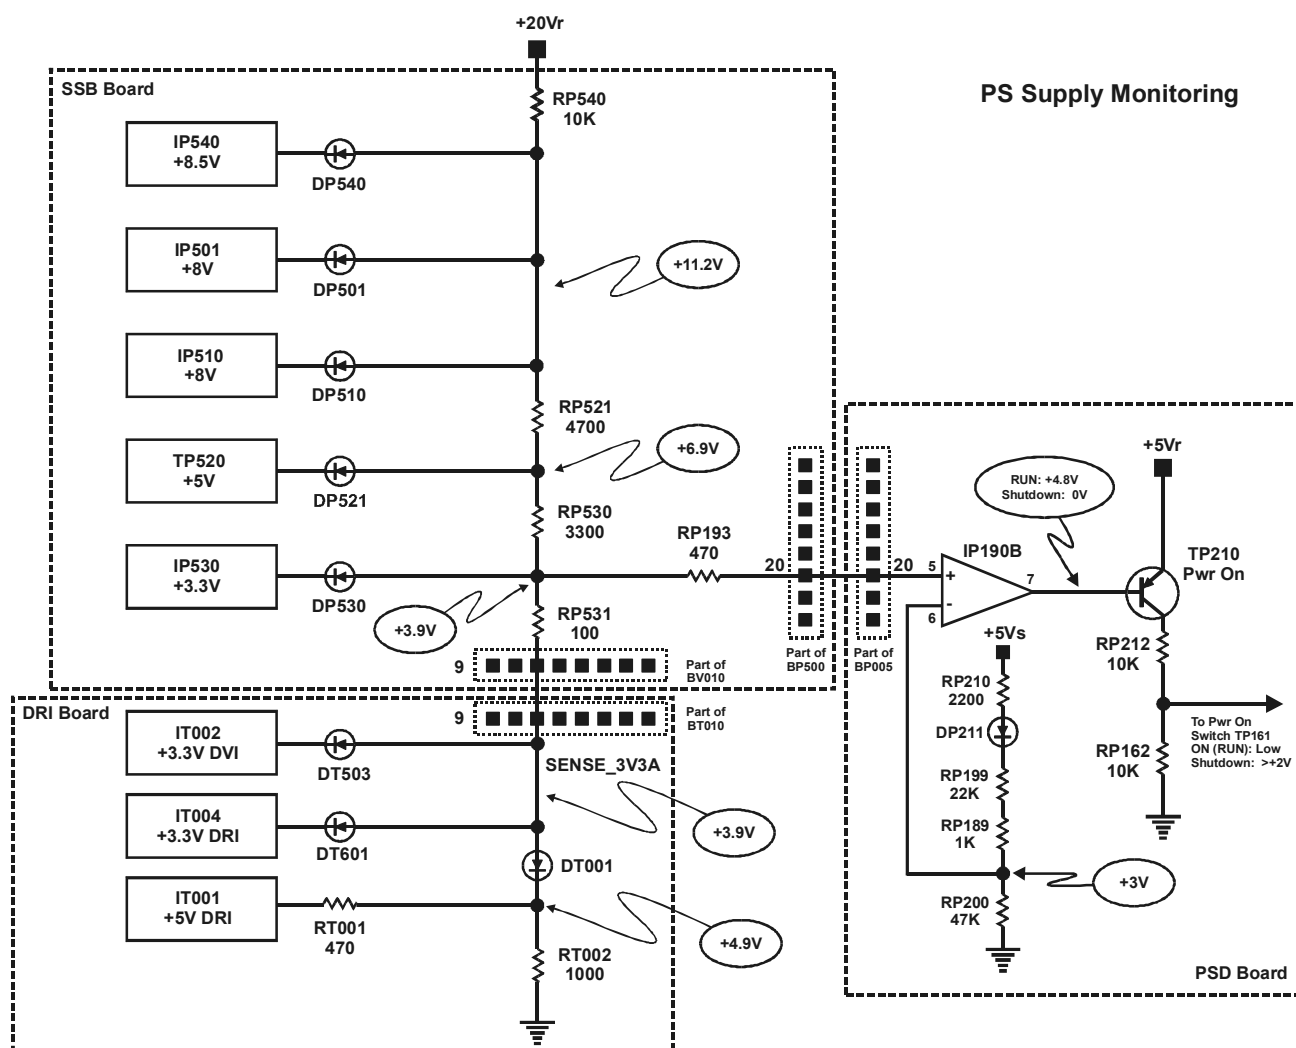 +20Vr
SSB Board
PS Supply Monitoring
RP540
10K
IP540
+8.5V
DP540
IP501
+8V
DP501
+11.2V
IP510
+8V
DP510
RP521
4700
+6.9V
TP520
+5V
DP521
RP530
3300
RP193
470
IP530
+3.3V
DP530
+3.9V
RP531
100
20
20
Part of
BP500
Part of
BP005
9
Part of
BV010
+5Vr
RUN: +4.8V
Shutdown: 0V
IP190B
5
+
-
6
7
TP210
Pwr On
+5Vs
RP210
2200
DP211
RP199
22K
RP189
1K
RP200
47K
+3V
RP212
10K
RP162
10K
To Pwr On
Switch TP161
ON (RUN): Low
Shutdown: >+2V
PSD Board
DRI Board
9
Part of
BT010
IT002
+3.3V DVI
DT503
SENSE_3V3A
IT004
+3.3V DRI
DT601
+3.9V
DT001
IT001
+5V DRI
RT001
470
+4.9V
RT002
1000